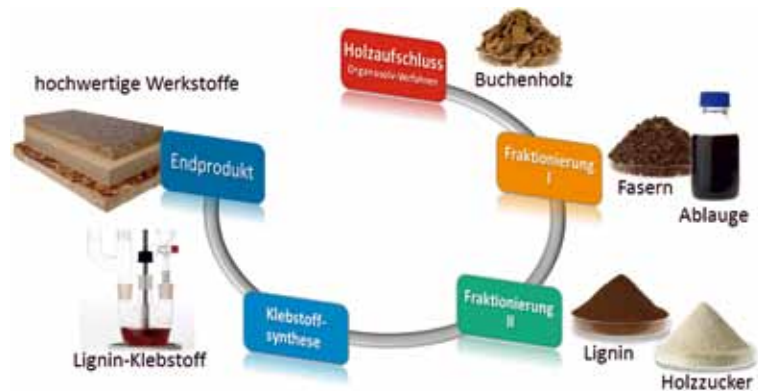 Holzaufschluss
Organosolv-Verfahren
Buchenholz
hochwertige Werkstoffe
Endprodukt
Fraktionierung
I
Fasern
Ablauge
Fraktionierung
II
Lignin
Holzzucker
Klebstoff-
synthese
Lignin-Klebstoff